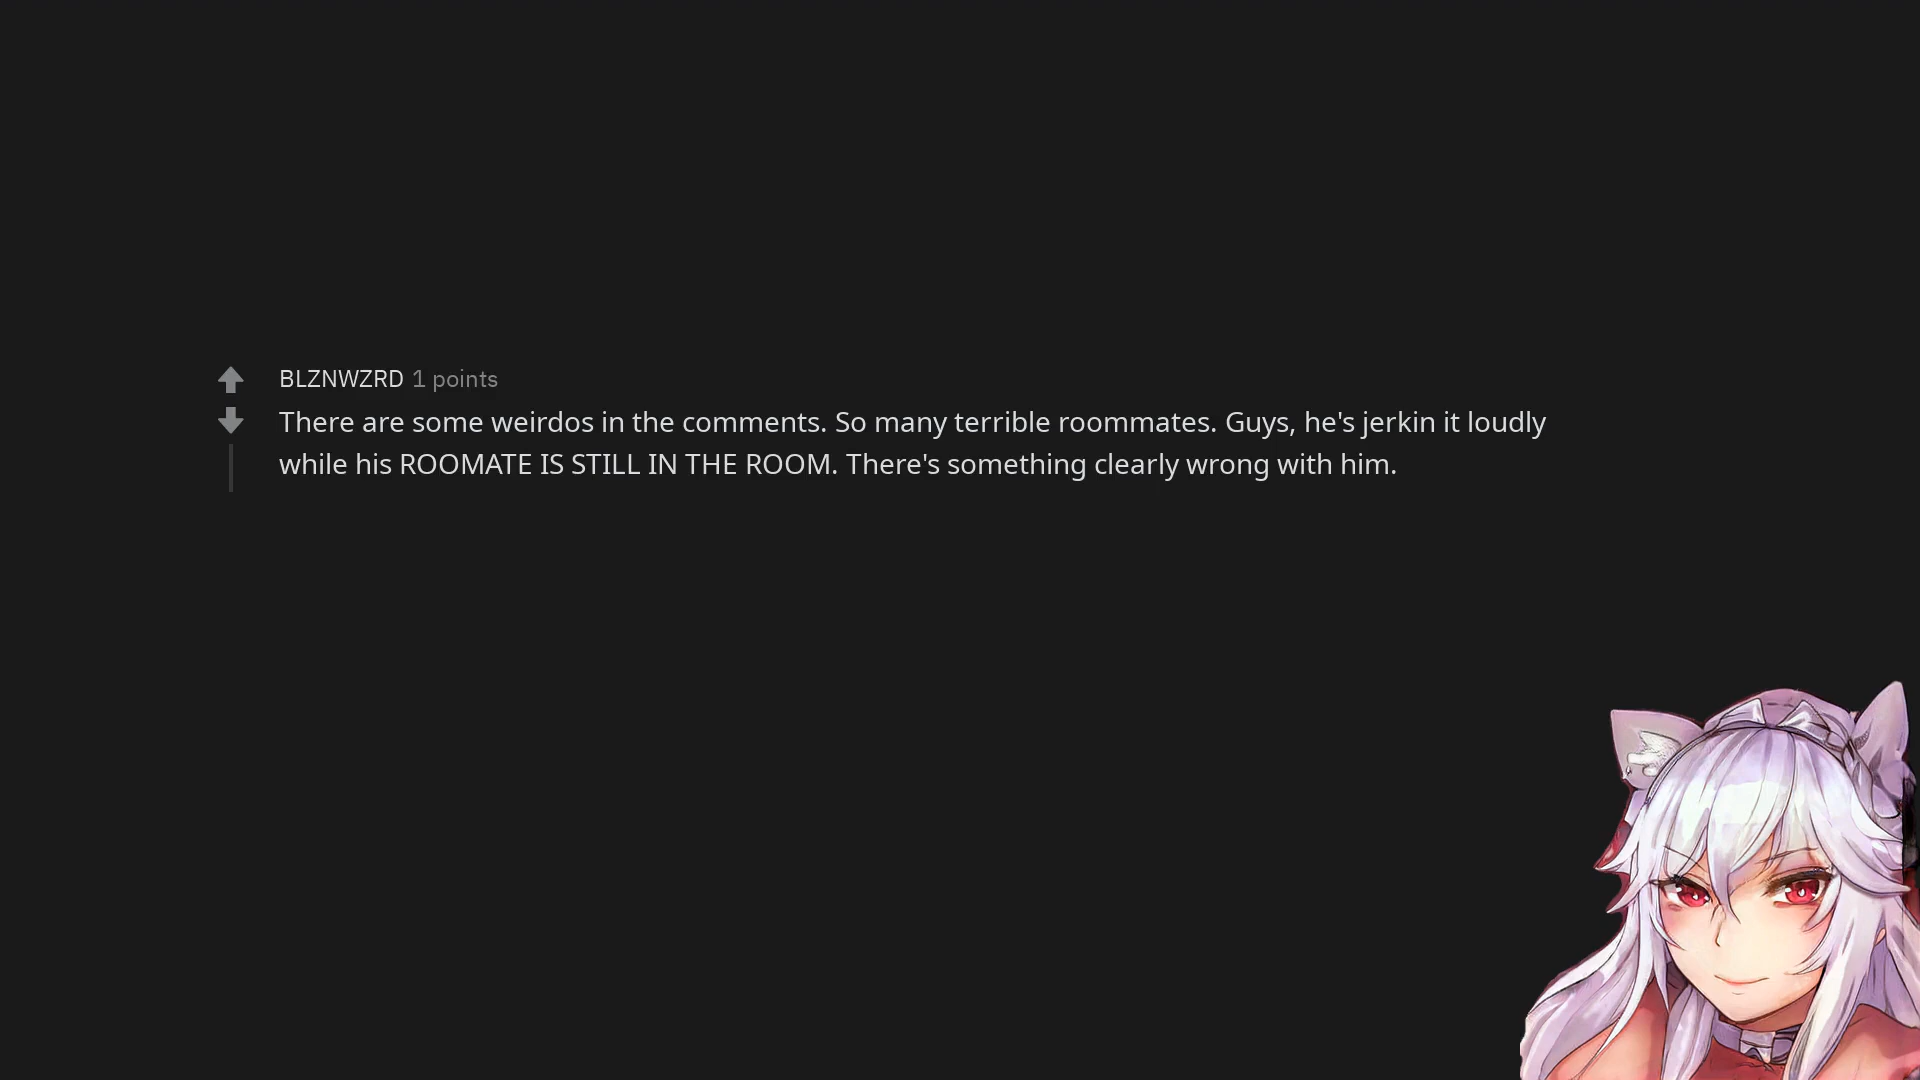 BLZNWZRD 1 points
There are some weirdos in the comments. So many terrible roommates. Guys, he's jerkin it loudly
while his ROOMATE IS STILL IN THE ROOM. There's something clearly wrong with him.